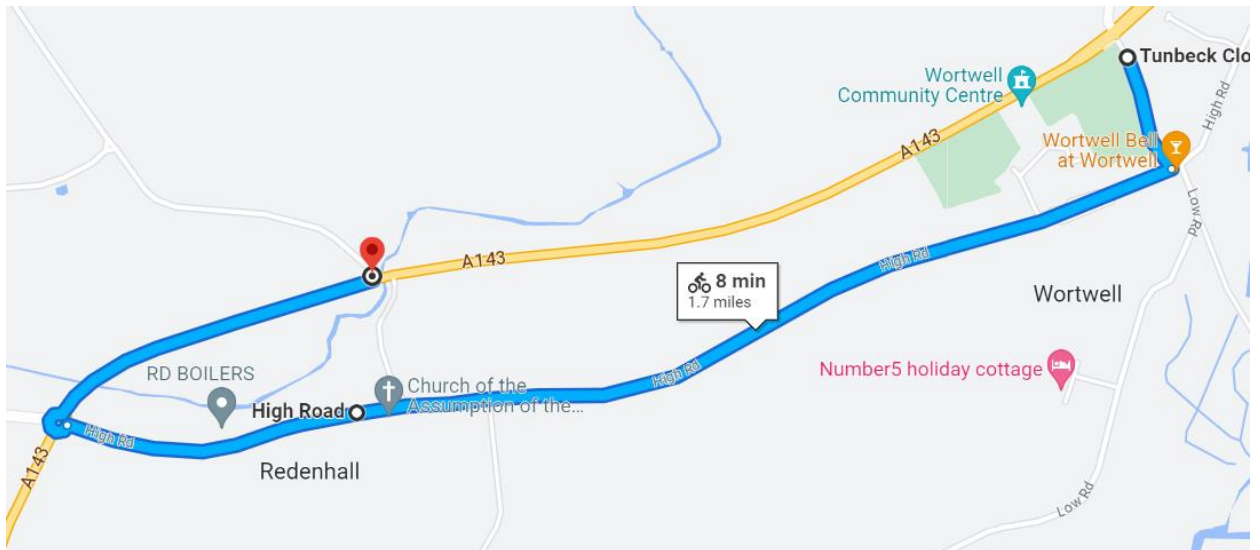 Tunbeck Clo
Wortwell
Community Centre
High Rd
A143
Wortwell Bell
at Wortwell
Low Rd
A143
High Rd
8 min
1.7 miles
Wortwell
High Rd
Number5 holiday cottage
RD BOILERS
Church of the
Assumption of the...
High Road
High Rd
A143
Redenhall
Low Rd